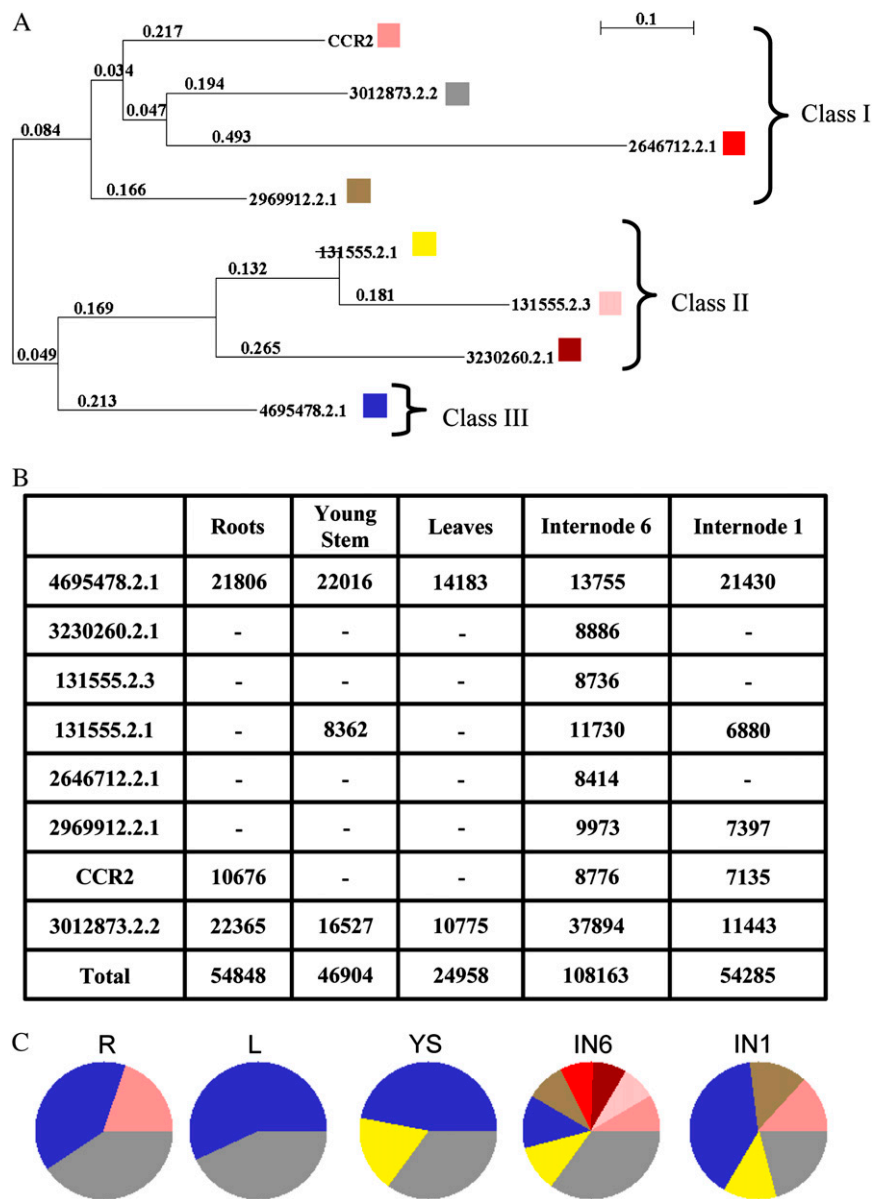 A
0.1
0.217
CCR2
0.034
0.194
3012873.2.2
0.047
Class I
0.084
0.493
2646712.2.1
0.166
2969912.2.1
131555.2.1
0.132
0.181
131555.2.3
Class II
0.169
0.265
3230260.2.1
0.049
0.213
4695478.2.1
Class III
B
Roots Young Stem Leaves Internode 6 Internode 1
4695478.2.1 21806 22016 14183 13755 21430
3230260.2.1 - - - 8886 -
131555.2.3 - - - 8736 -
131555.2.1 - 8362 - 11730 6880
2646712.2.1 - - - 8414 -
2969912.2.1 - - - 9973 7397
CCR2 10676 - - 8776 7135
3012873.2.2 22365 16527 10775 37894 11443
Total 54848 46904 24958 108163 54285
C
R L YS IN6 IN1